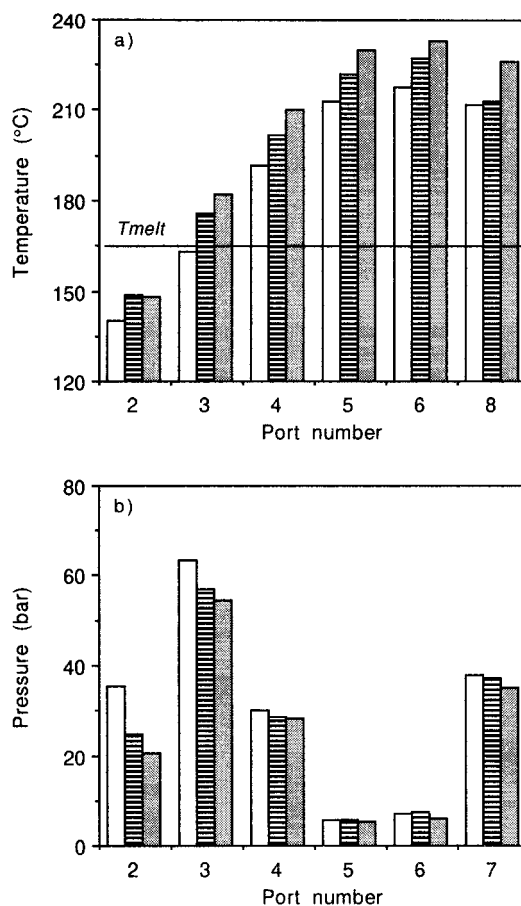 a)
Temperature (°C)
240
210
180
150
120
Tmelt
2 3 4 5 6 8
Port number
b)
Pressure (bar)
80
60
40
20
0
2 3 4 5 6 7
Port number